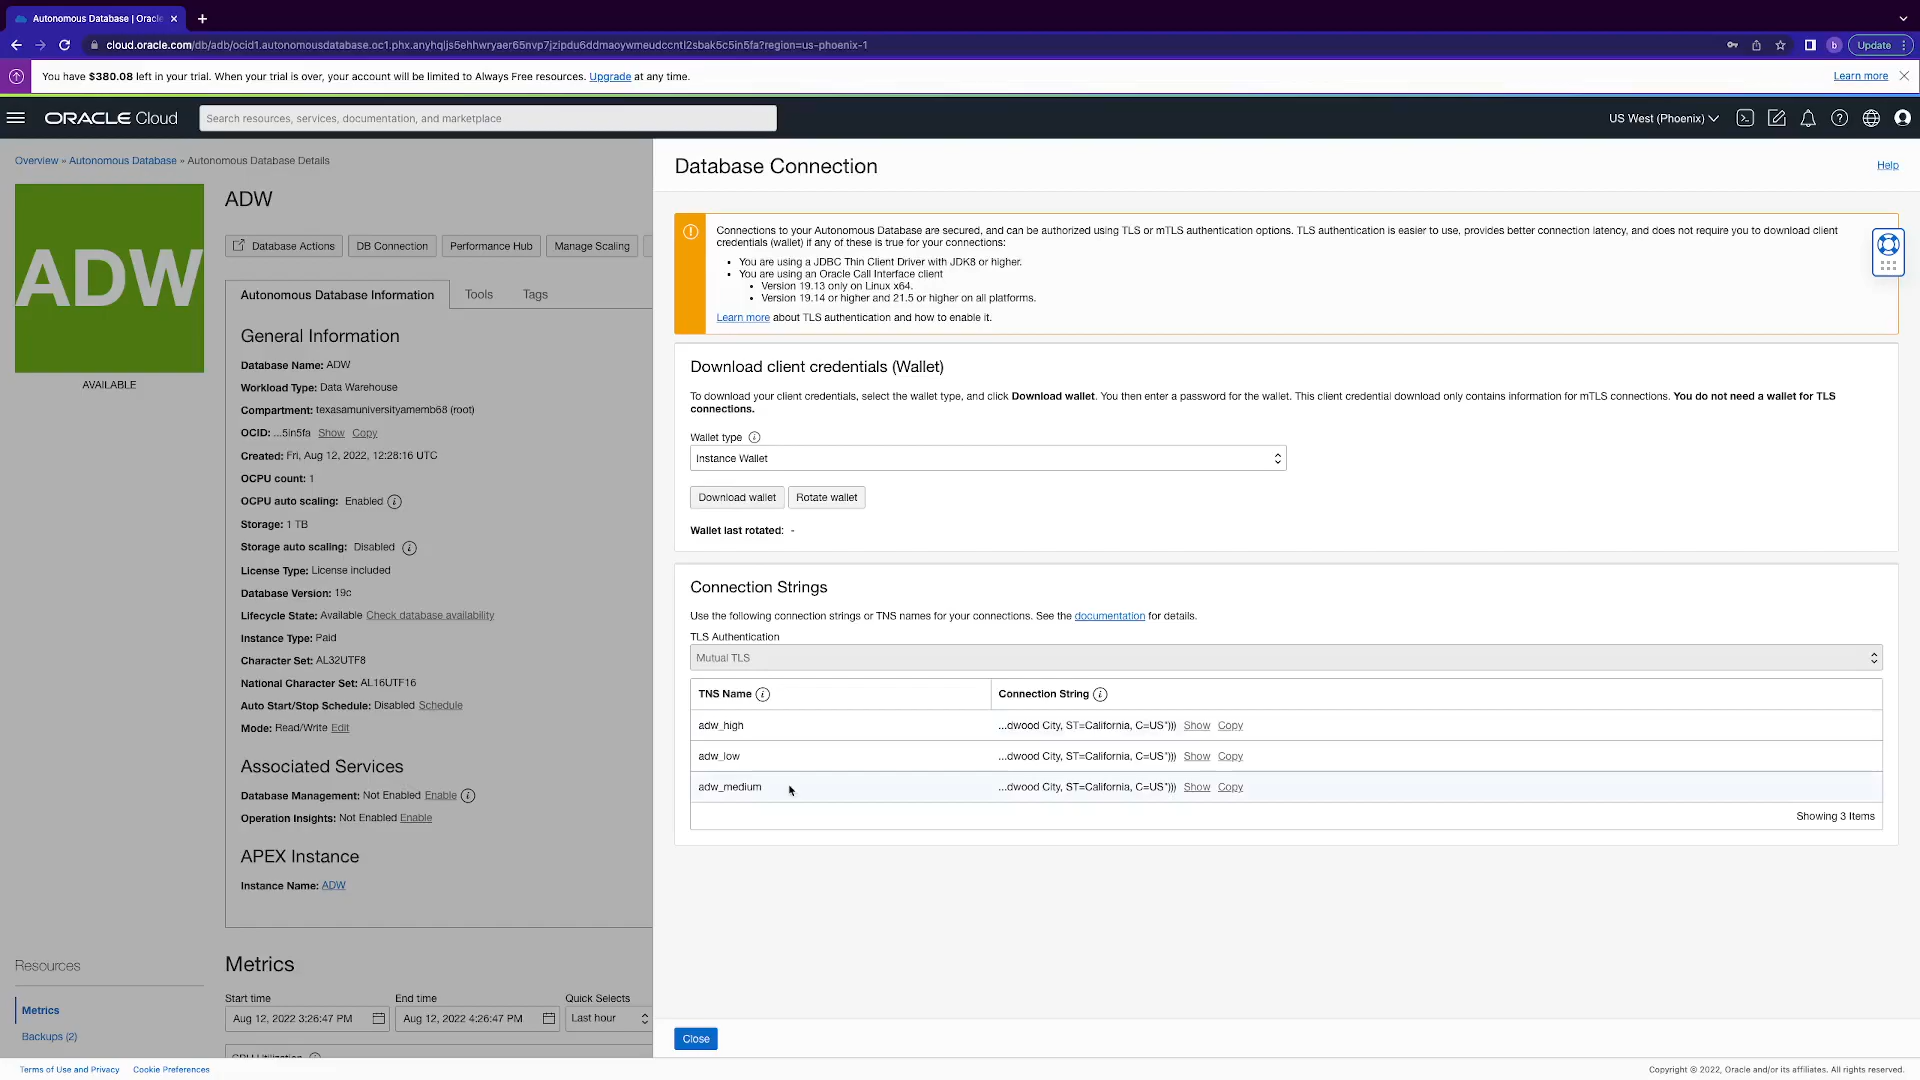 Autonomous Database | Oracle
cloud.oracle.com/db/adb/ocid1.autonomousdatabase.oc1.phx.anyhqljs5ehhwryaer65nvp7jzipdu6ddmaoywmeudccntl2sbak5c5in5fa?region=us-phoenix-1
b
Update
You have $380.08 left in your trial. When your trial is over, your account will be limited to Always Free resources. Upgrade at any time.
Learn more
ORACLE Cloud
Search resources, services, documentation, and marketplace
US West (Phoenix)
Overview » Autonomous Database » Autonomous Database Details
ADW
AVAILABLE
ADW
Database Actions
DB Connection
Performance Hub
Manage Scaling
Autonomous Database Information
Tools
Tags
General Information
Database Name: ADW
Workload Type: Data Warehouse
Compartment: texasamuniversityamemb68 (root)
OCID: ...5in5fa Show Copy
Created: Fri, Aug 12, 2022, 12:28:16 UTC
OCPU count: 1
OCPU auto scaling: Enabled
Storage: 1 TB
Storage auto scaling: Disabled
License Type: License included
Database Version: 19c
Lifecycle State: Available Check database availability
Instance Type: Paid
Character Set: AL32UTF8
National Character Set: AL16UTF16
Auto Start/Stop Schedule: Disabled Schedule
Mode: Read/Write Edit
Associated Services
Database Management: Not Enabled Enable
Operation Insights: Not Enabled Enable
APEX Instance
Instance Name: ADW
Resources
Metrics
Backups (2)
Metrics
Start time
End time
Quick Selects
Aug 12, 2022 3:26:47 PM
Aug 12, 2022 4:26:47 PM
Last hour
Database Connection
Help
Connections to your Autonomous Database are secured, and can be authorized using TLS or mTLS authentication options. TLS authentication is easier to use, provides better connection latency, and does not require you to download client
credentials (wallet) if any of these is true for your connections:
• You are using a JDBC Thin Client Driver with JDK8 or higher.
• You are using an Oracle Call Interface client
• Version 19.13 only on Linux x64.
• Version 19.14 or higher and 21.5 or higher on all platforms.
Learn more about TLS authentication and how to enable it.
Download client credentials (Wallet)
To download your client credentials, select the wallet type, and click Download wallet. You then enter a password for the wallet. This client credential download only contains information for mTLS connections. You do not need a wallet for TLS
connections.
Wallet type
Instance Wallet
Download wallet
Rotate wallet
Wallet last rotated: -
Connection Strings
Use the following connection strings or TNS names for your connections. See the documentation for details.
TLS Authentication
Mutual TLS
TNS Name
Connection String
adw_high
...dwood City, ST=California, C=US"))) Show Copy
adw_low
...dwood City, ST=California, C=US"))) Show Copy
adw_medium
...dwood City, ST=California, C=US"))) Show Copy
Showing 3 Items
Close
Terms of Use and Privacy
Cookie Preferences
Copyright © 2022, Oracle and/or its affiliates. All rights reserved.